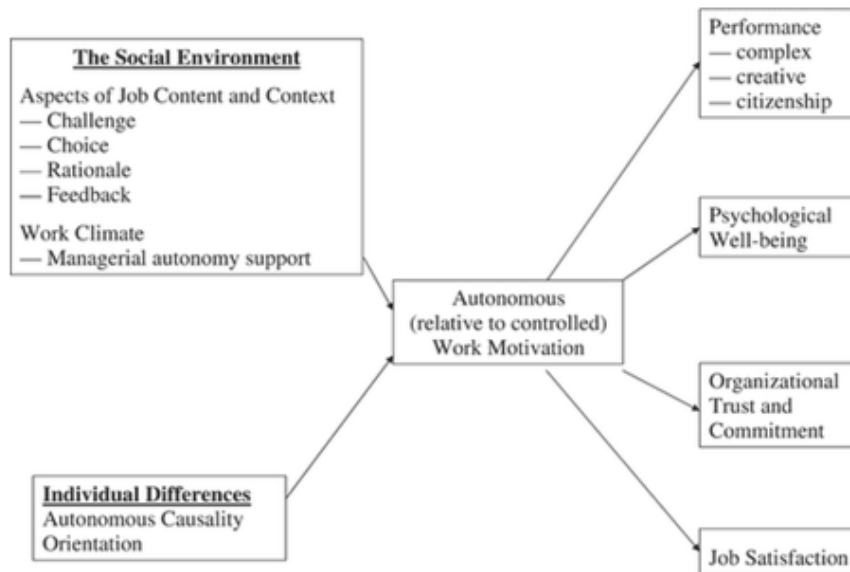 The Social Environment
Aspects of Job Content and Context
— Challenge
— Choice
— Rationale
— Feedback
Work Climate
— Managerial autonomy support
Individual Differences
Autonomous Causality
Orientation
Autonomous
(relative to controlled)
Work Motivation
Performance
— complex
— creative
— citizenship
Psychological
Well-being
Organizational
Trust and
Commitment
Job Satisfaction